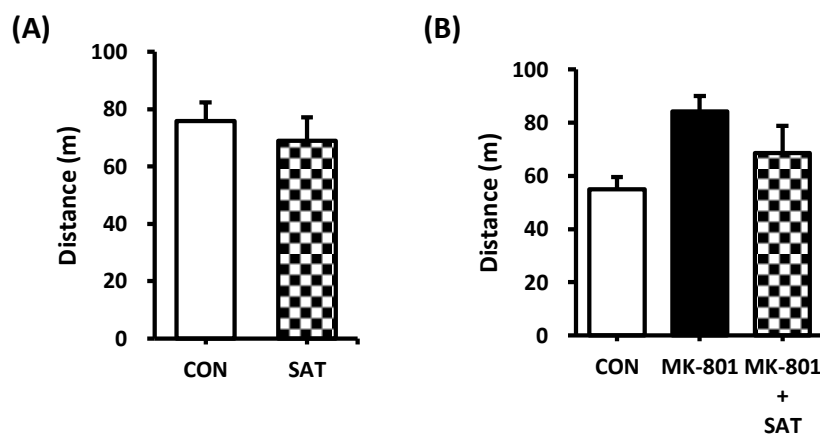 (A)
Distance (m)
100
80
60
40
20
0
CON SAT
(B)
Distance (m)
100
80
60
40
20
0
CON MK-801 MK-801
+
SAT